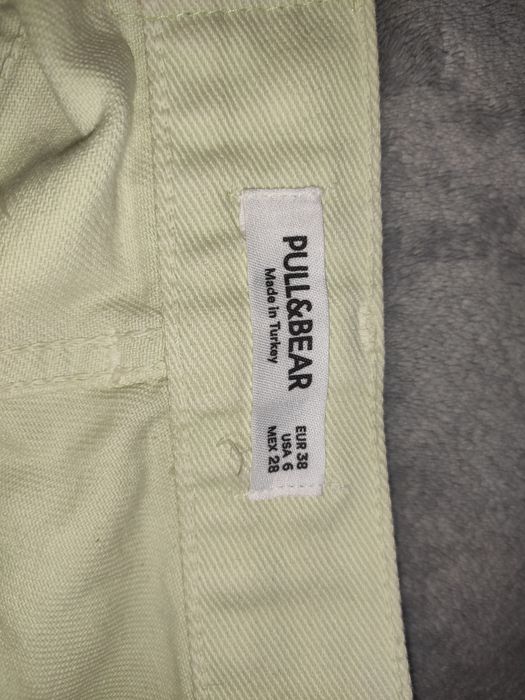 PULL&BEAR
Made in Turkey
EUR 38
USA 6
MEX 28